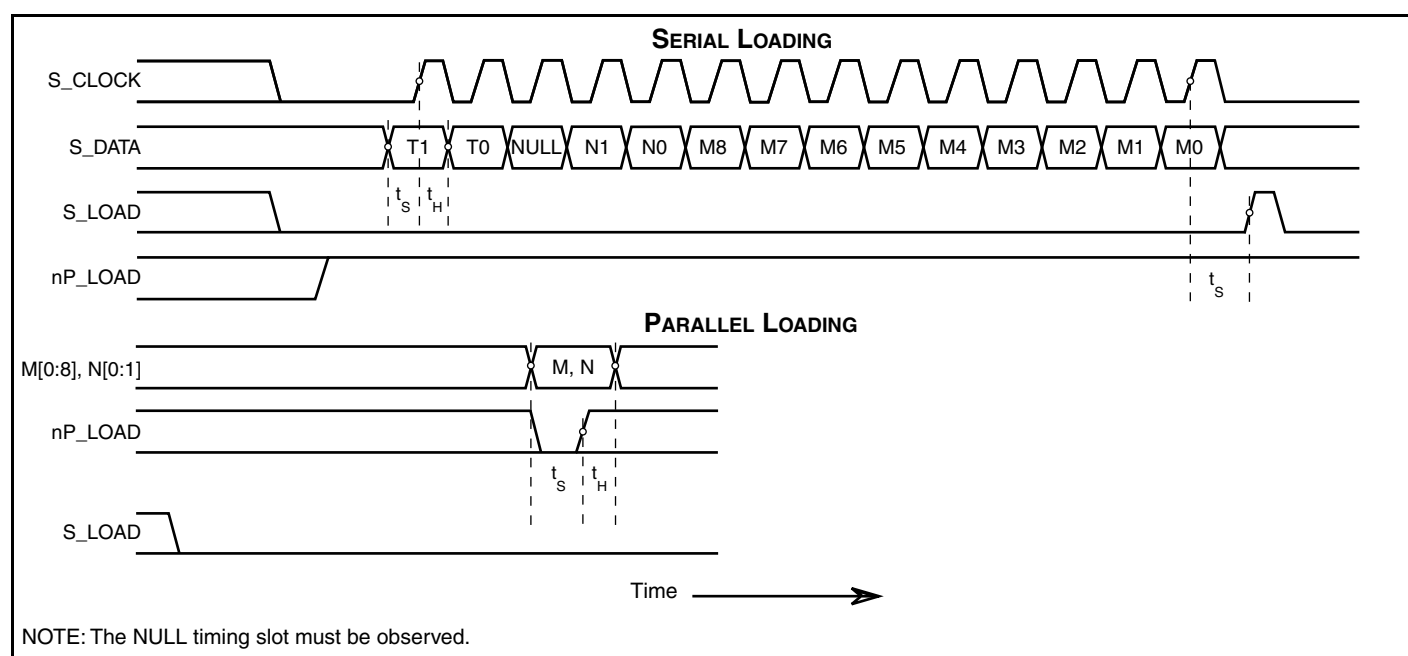 SERIAL LOADING
S_CLOCK
S_DATA T1 T0 NULL N1 N0 M8 M7 M6 M5 M4 M3 M2 M1 M0
tS tH
S_LOAD
nP_LOAD
tS
PARALLEL LOADING
M[0:8], N[0:1] M, N
nP_LOAD
tS tH
S_LOAD
Time
NOTE: The NULL timing slot must be observed.